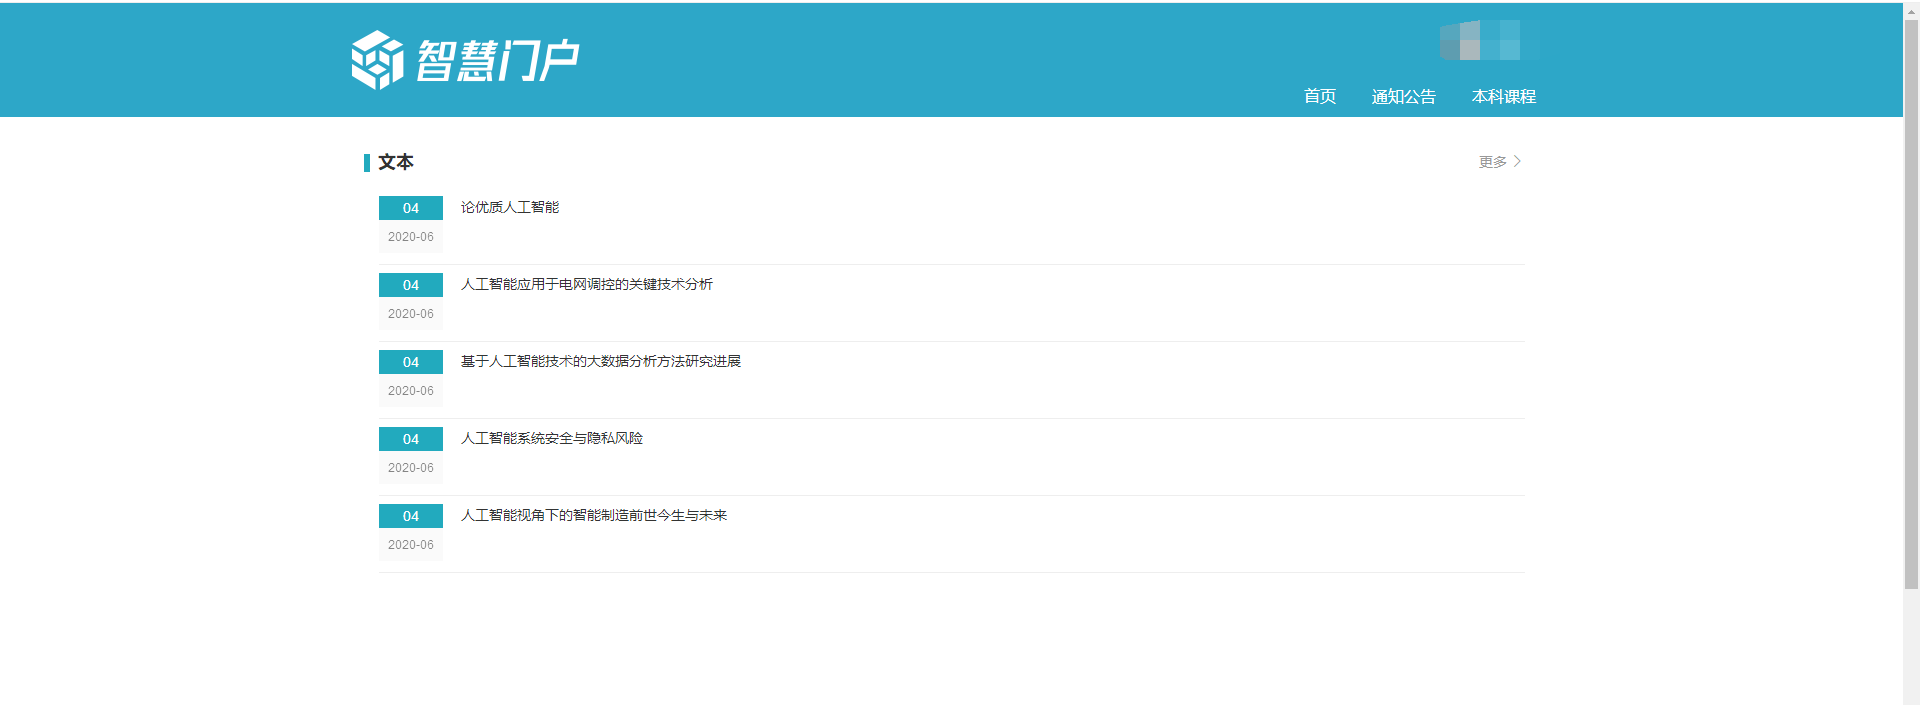 智慧门户
首页 通知公告 本科课程
文本
更多
04
论优质人工智能
2020-06
04
人工智能应用于电网调控的关键技术分析
2020-06
04
基于人工智能技术的大数据分析方法研究进展
2020-06
04
人工智能系统安全与隐私风险
2020-06
04
人工智能视角下的智能制造前世今生与未来
2020-06